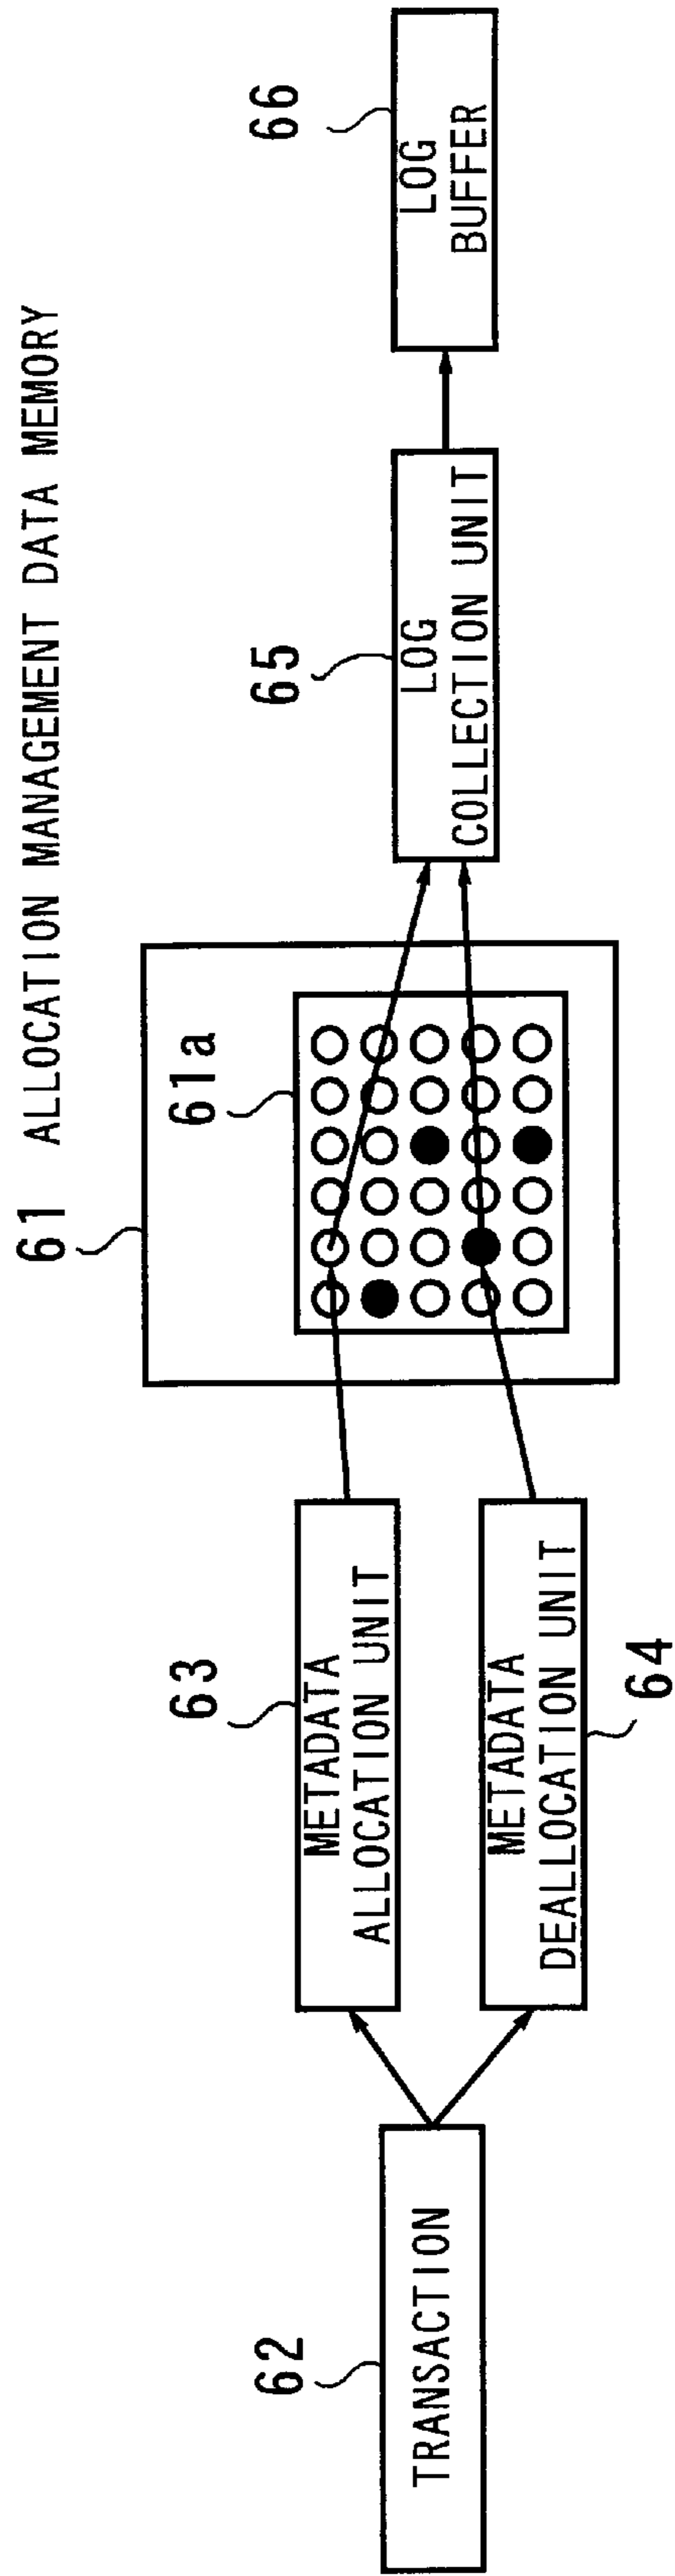 61 ALLOCATION MANAGEMENT DATA MEMORY
62
TRANSACTION
63
METADATA
ALLOCATION UNIT
METADATA
DEALLOCATION UNIT
64
61a
65
LOG
COLLECTION UNIT
66
LOG
BUFFER